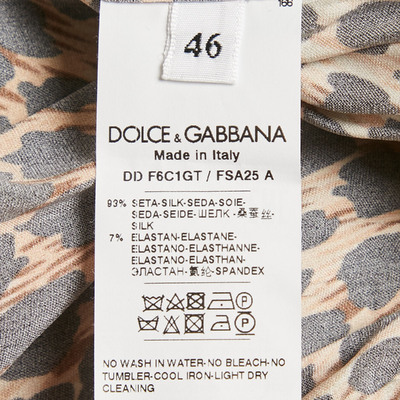 166
46
DOLCE & GABBANA
Made in Italy
DD F6C1GT / FSA25 A
93% SETA-SILK-SEDA-SOIE-
SEDA-SEIDE-ШЕЛК -桑蚕丝-
SILK
7% ELASTAN-ELASTANE-
ELASTANO-ELASTHANNE-
ELASTANO-ELASTHAN-
ЭЛАСТАН-氨纶-SPANDEX
NO WASH IN WATER-NO BLEACH-NO
TUMBLER-COOL IRON-LIGHT DRY
CLEANING